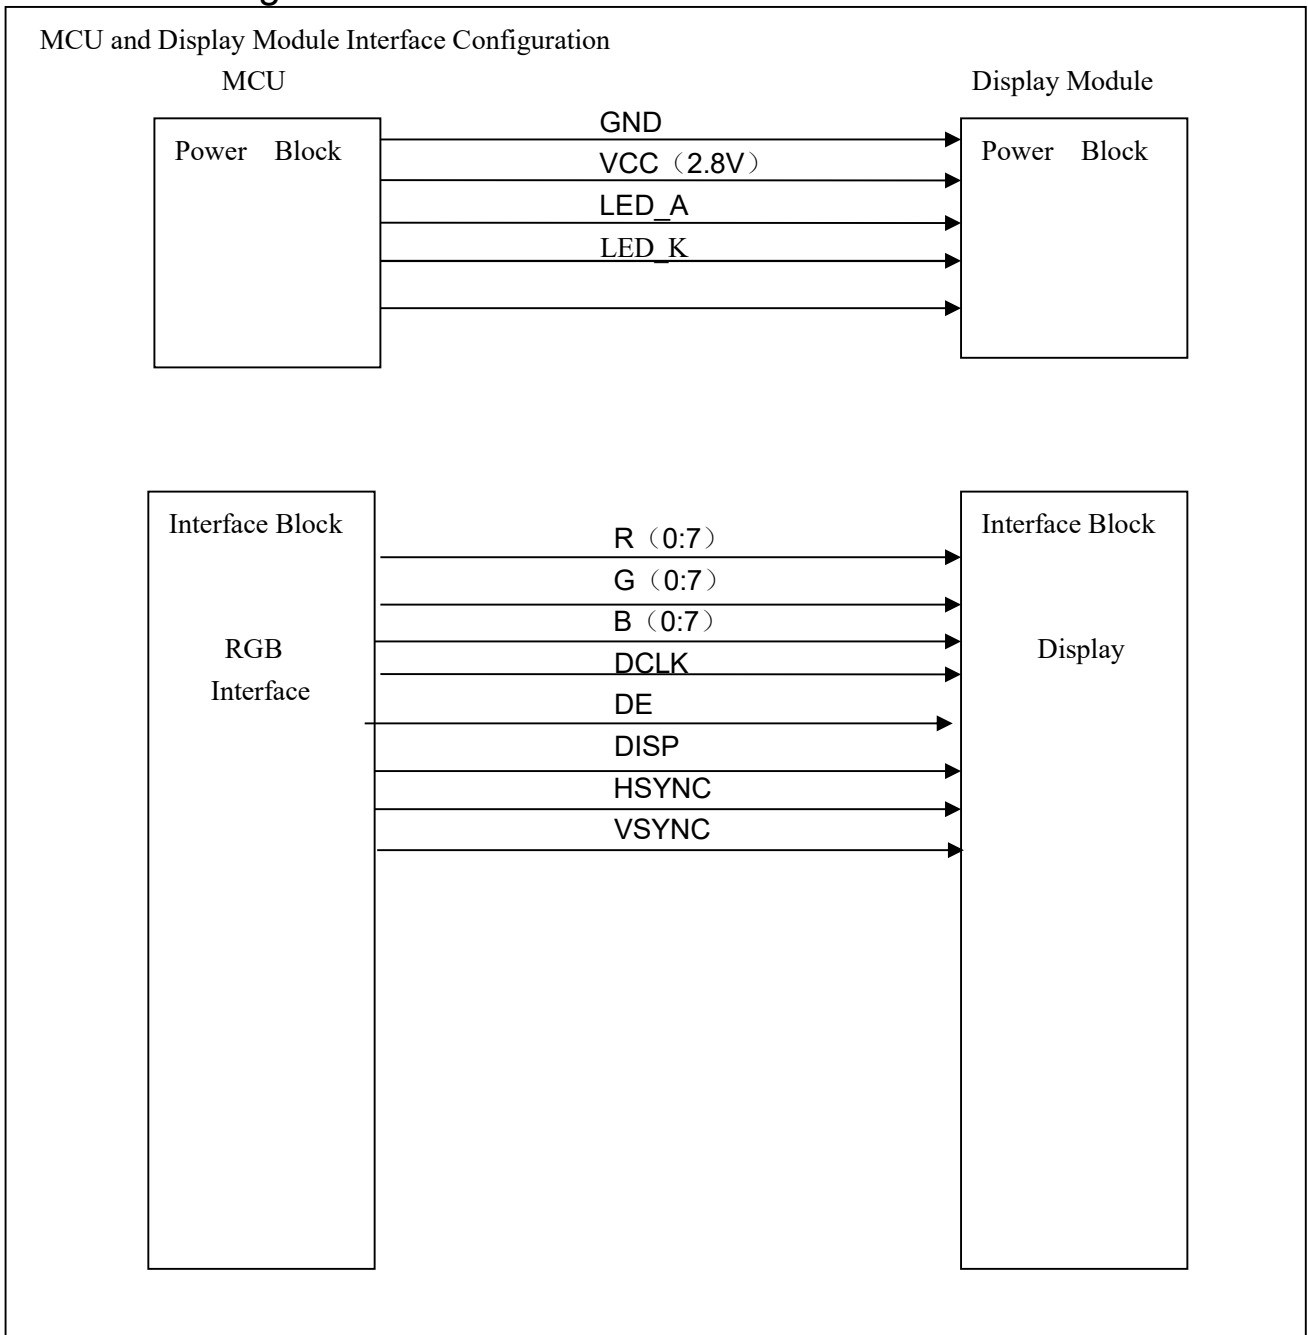 MCU and Display Module Interface Configuration
MCU Display Module
Power Block Power Block
GND
VCC（2.8V）
LED_A
LED_K
Interface Block Interface Block
R（0:7）
G（0:7）
B（0:7）
RGB Display
Interface
DCLK
DE
DISP
HSYNC
VSYNC